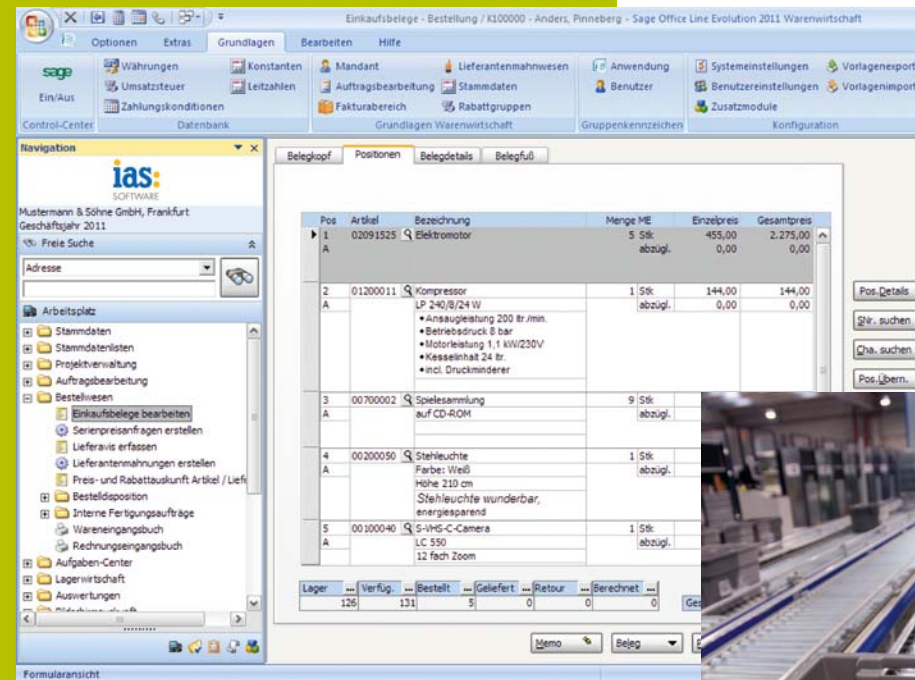 Einkaufsbelege - Bestellung / K100000 - Anders, Pinneberg - Sage Office Line Evolution 2011 Warenwirtschaft
Optionen Extras Grundlagen Bearbeiten Hilfe
sage
Ein/Aus
Control-Center
Währungen
Umsatzsteuer
Zahlungskonditionen
Konstanten
Leitzahlen
Datenbank
Mandant
Auftragsbearbeitung
Fakturabereich
Lieferantenmahnwesen
Stammdaten
Rabattgruppen
Grundlagen Warenwirtschaft
Anwendung
Benutzer
Gruppenkennzeichen
Systemeinstellungen
Benutzereinstellungen
Zusatzmodule
Vorlagenexport
Vorlagenimport
Konfiguration
Navigation
ias:
SOFTWARE
Mustermann & Söhne GmbH, Frankfurt
Geschäftsjahr 2011
Freie Suche
Adresse
Arbeitsplatz
Stammdaten
Stammdatenlisten
Projektverwaltung
Auftragsbearbeitung
Bestellwesen
Einkaufsbelege bearbeiten
Serienpreisanfragen erstellen
Lieferavis erfassen
Lieferantenmahnungen erstellen
Preis- und Rabattauskunft Artikel / Liefe
Bestelldisposition
Interne Fertigungsaufträge
Wareneingangsbuch
Rechnungseingangsbuch
Aufgaben-Center
Lagerwirtschaft
Auswertungen
Formularansicht
Belegkopf Positionen Belegdetails Belegfuß
Pos Artikel Bezeichnung Menge ME Einzelpreis Gesamtpreis
1 02091525 Elektromotor 5 Stk 455,00 2.275,00
A abzügl. 0,00 0,00
2 01200011 Kompressor 1 Stk 144,00 144,00
A LP 240/8/24 W abzügl. 0,00 0,00
• Ansaugleistung 200 ltr./min.
• Betriebsdruck 8 bar
• Motorleistung 1,1 kW/230V
• Kesselinhalt 24 ltr.
• incl. Druckminderer
3 00700002 Spielesammlung 9 Stk
A auf CD-ROM abzügl.
4 00200050 Stehleuchte 1 Stk
A Farbe: Weiß abzügl.
Höhe 210 cm
Stehleuchte wunderbar,
energiesparend
5 00100040 S-VHS-C-Camera 1 Stk
A LC 550 abzügl.
12 fach Zoom
Lager ... Verfüg. ... Bestellt ... Geliefert ... Retour ... Berechnet ...
126 131 5 0 0 0
Ges
Memo Beleg
Pos.Details
SNr. suchen
Cha. suchen
Pos.Übern.